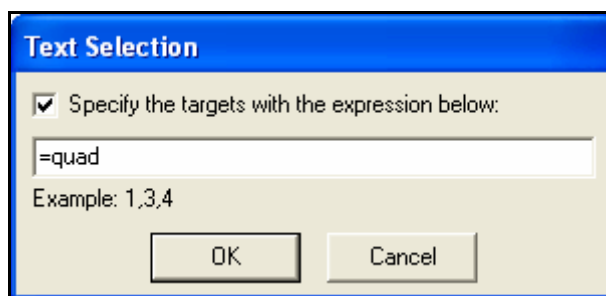 Text Selection
Specify the targets with the expression below:
=quad
Example: 1,3,4
OK Cancel